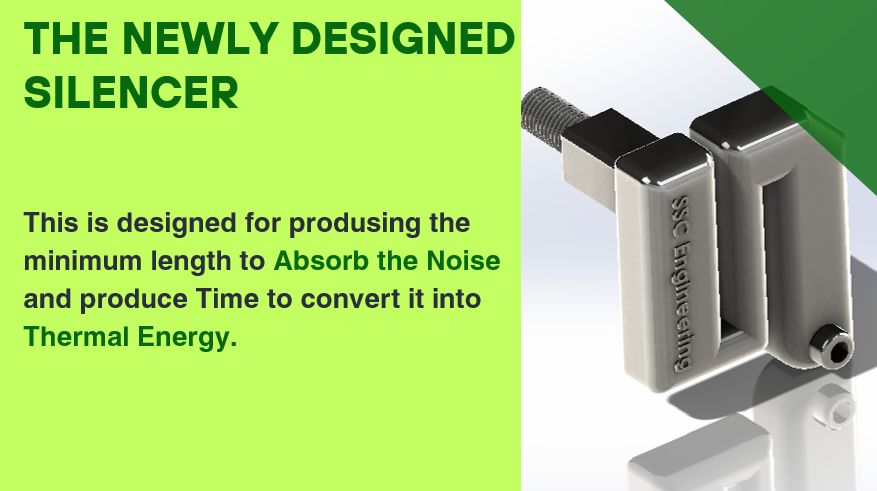 THE NEWLY DESIGNED
SILENCER
This is designed for produsing the
minimum length to Absorb the Noise
and produce Time to convert it into
Thermal Energy.
SSC Engineering